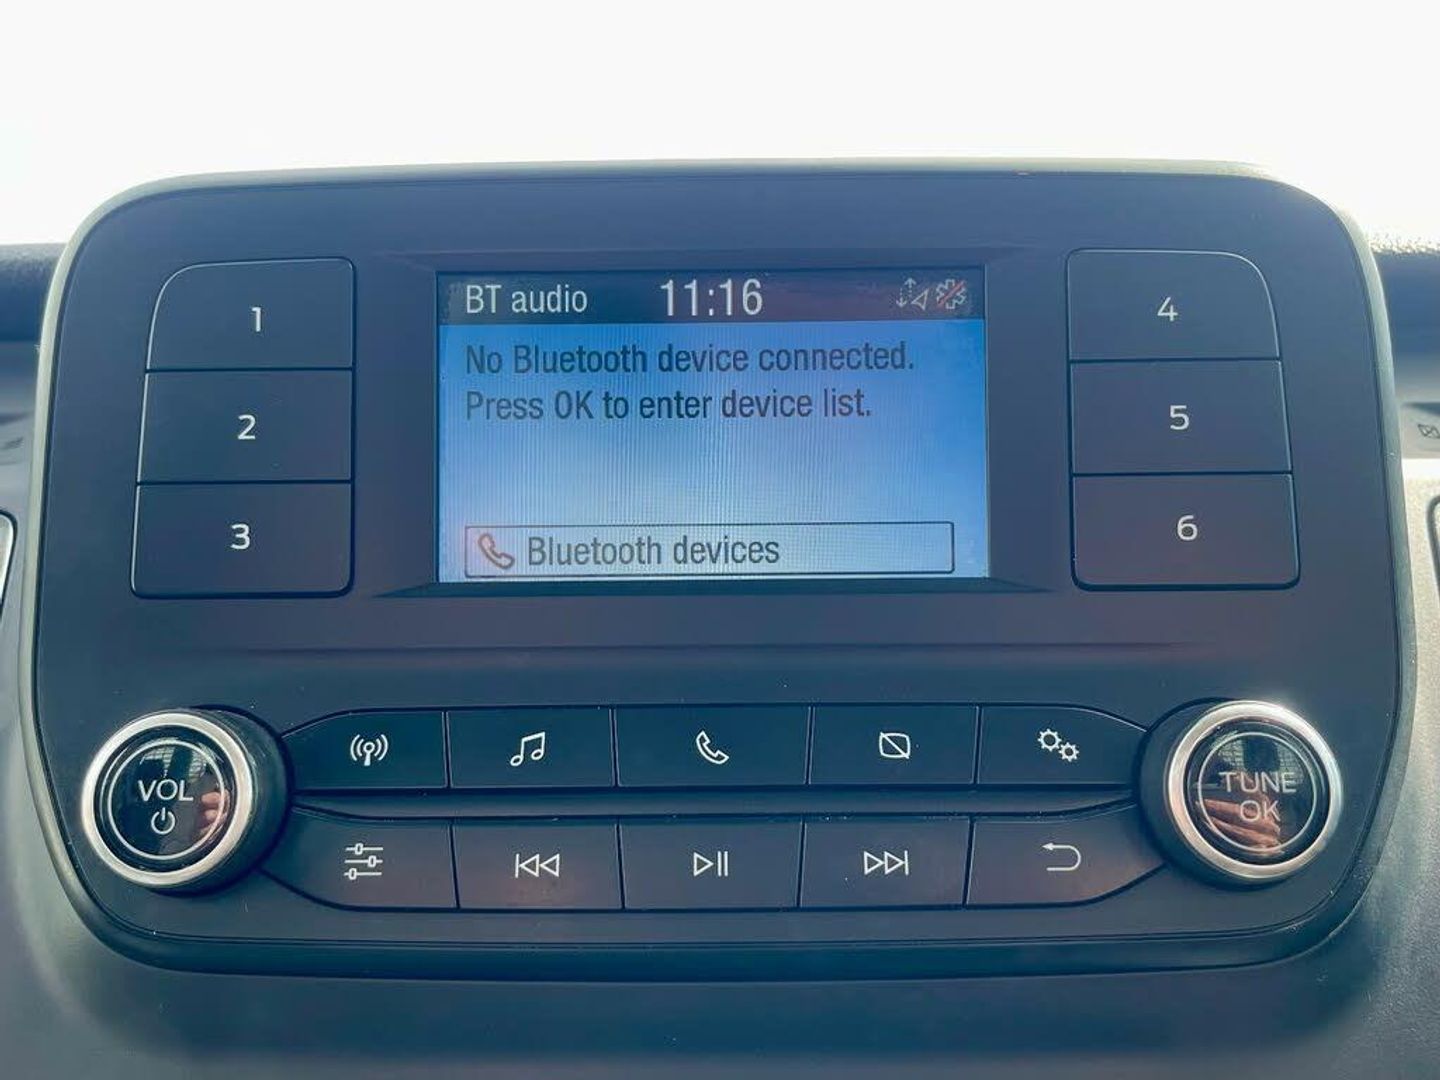 BT audio 11:16
No Bluetooth device connected.
Press OK to enter device list.
Bluetooth devices
1
2
3
4
5
6
VOL
TUNE
OK